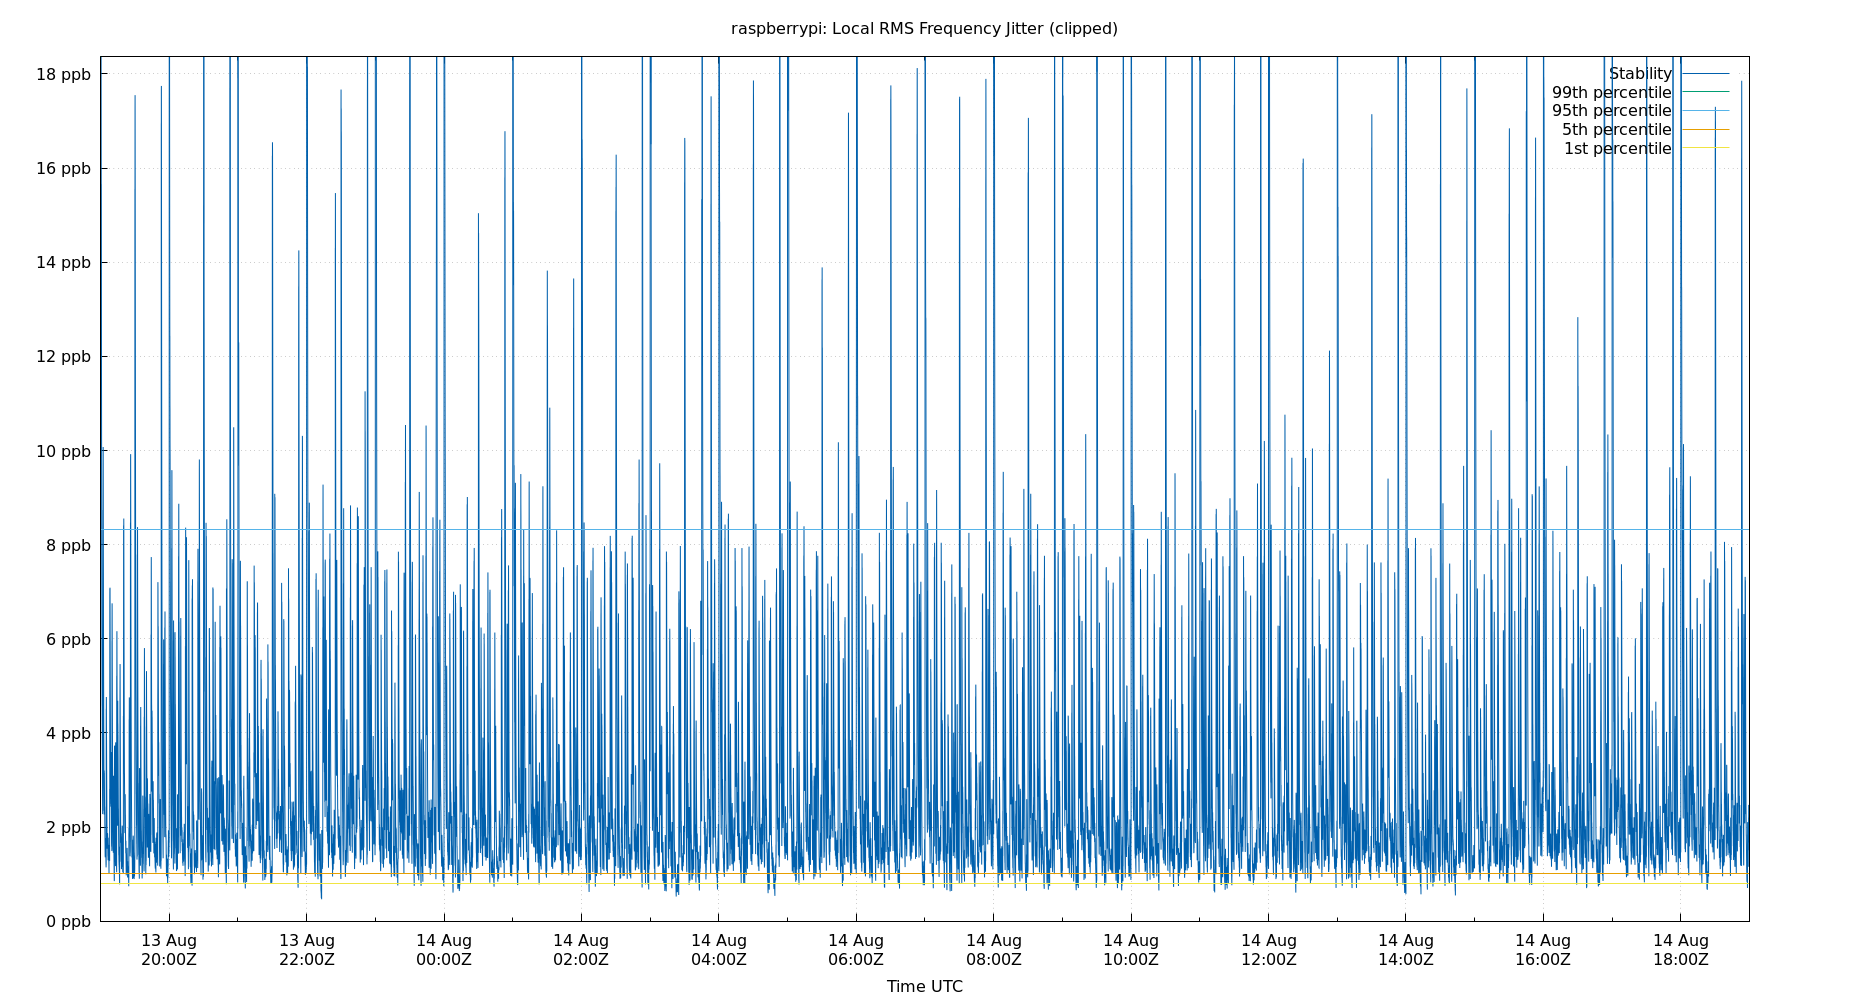 raspberrypi: Local RMS Frequency Jitter (clipped)
18 ppb
16 ppb
14 ppb
12 ppb
10 ppb
8 ppb
6 ppb
4 ppb
2 ppb
0 ppb
Stability
99th percentile
95th percentile
5th percentile
1st percentile
13 Aug 13 Aug 14 Aug 14 Aug 14 Aug 14 Aug 14 Aug 14 Aug 14 Aug 14 Aug 14 Aug 14 Aug
20:00Z 22:00Z 00:00Z 02:00Z 04:00Z 06:00Z 08:00Z 10:00Z 12:00Z 14:00Z 16:00Z 18:00Z
Time UTC